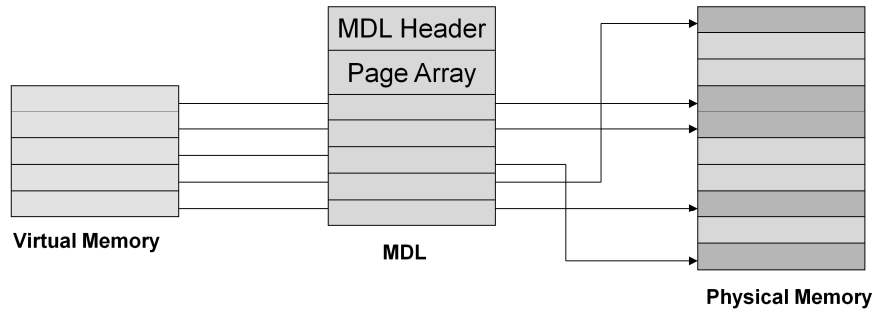 MDL Header
Page Array
Virtual Memory
MDL
Physical Memory